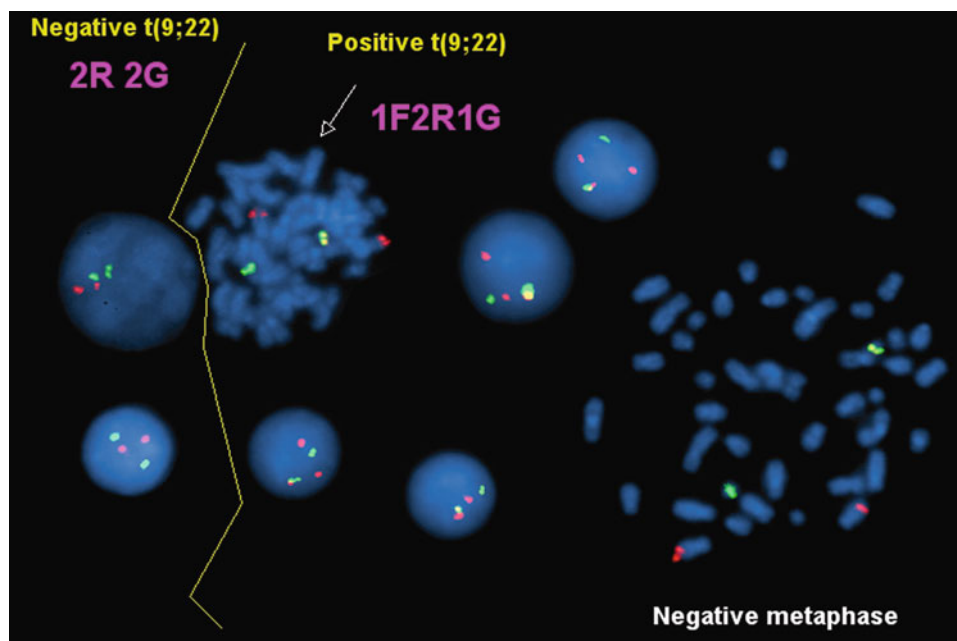 Negative t(9;22)
2R 2G
Positive t(9;22)
1F2R1G
Negative metaphase